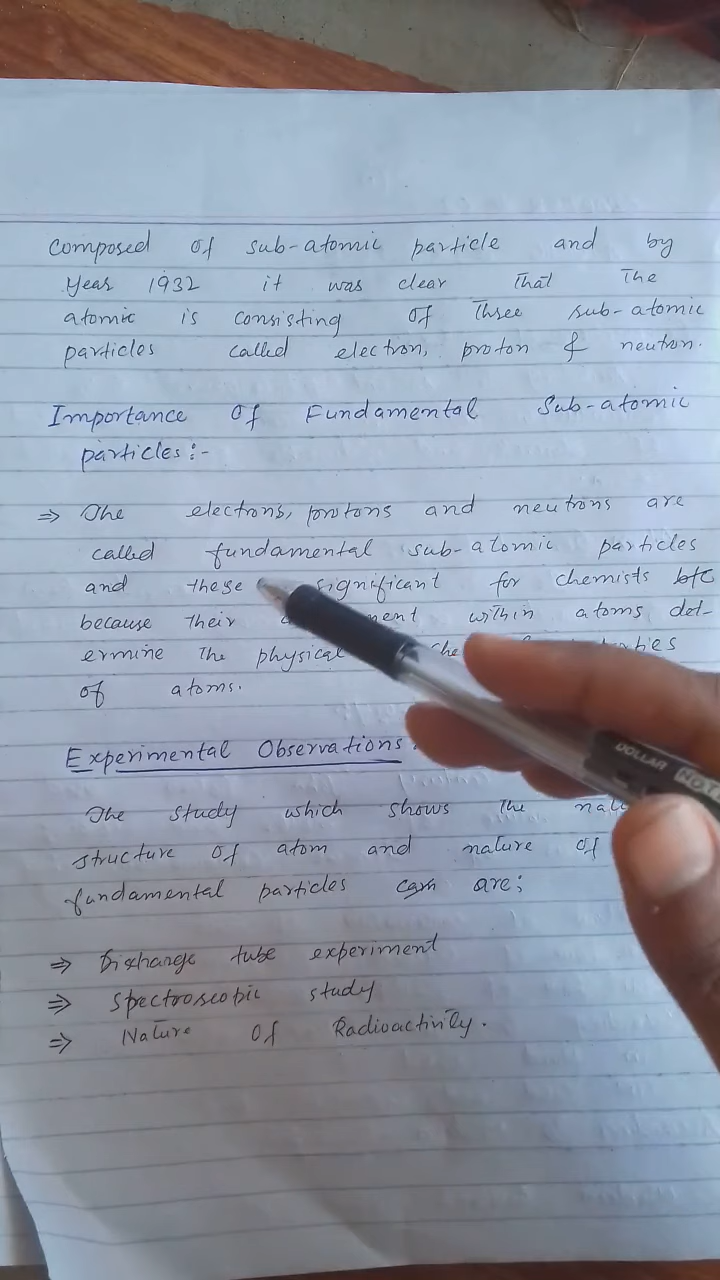 composed of sub-atomic particle and by
year 1932 it was clear that the
atomic is consisting of three sub-atomic
particles called electron, proton & neutron.
Importance of Fundamental Sub-atomic
particles:-
⇒ The electrons, protons and neutrons are
called fundamental sub-atomic particles
and these significant for chemists
because their within atoms det-
ermine the physical
of atoms.
Experimental Observations
The study which shows the
structure of atom and nature of
fundamental particles are:
⇒ Discharge tube experiment
⇒ Spectroscopic study
⇒ Nature of Radioactivity.
DOLLAR